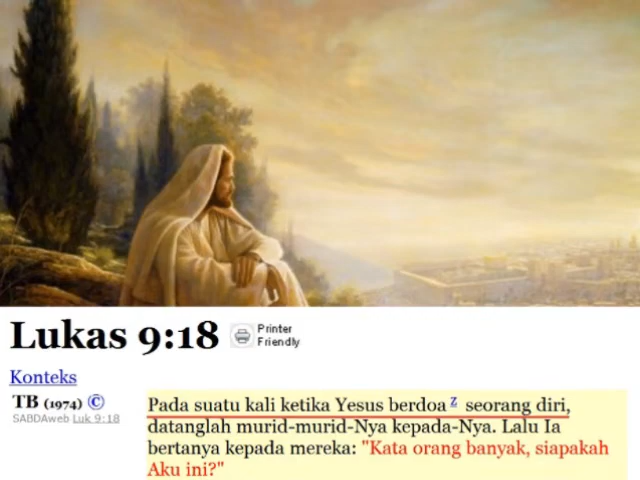 Lukas 9:18
Printer
Friendly
Konteks
TB (1974) ©
SABDAweb Luk 9:18
Pada suatu kali ketika Yesus berdoa z seorang diri,
datanglah murid-murid-Nya kepada-Nya. Lalu Ia
bertanya kepada mereka: "Kata orang banyak, siapakah
Aku ini?"